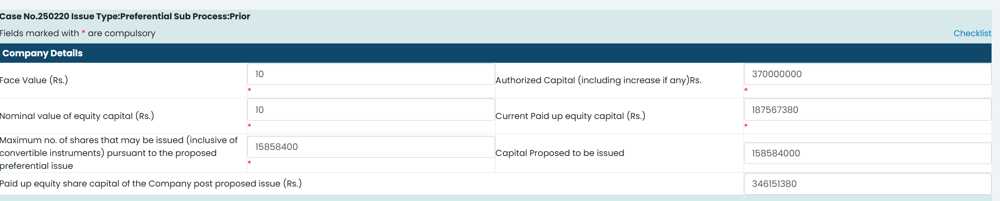 Case No.250220 Issue Type:Preferential Sub Process:Prior
Fields marked with * are compulsory
Checklist
Company Details
Face Value (Rs.)
10
*
Authorized Capital (including increase if any)Rs.
370000000
*
Nominal value of equity capital (Rs.)
10
*
Current Paid up equity capital (Rs.)
187567380
*
Maximum no. of shares that may be issued (inclusive of
convertible instruments) pursuant to the proposed
preferential issue
15858400
*
Capital Proposed to be issued
158584000
Paid up equity share capital of the Company post proposed issue (Rs.)
346151380